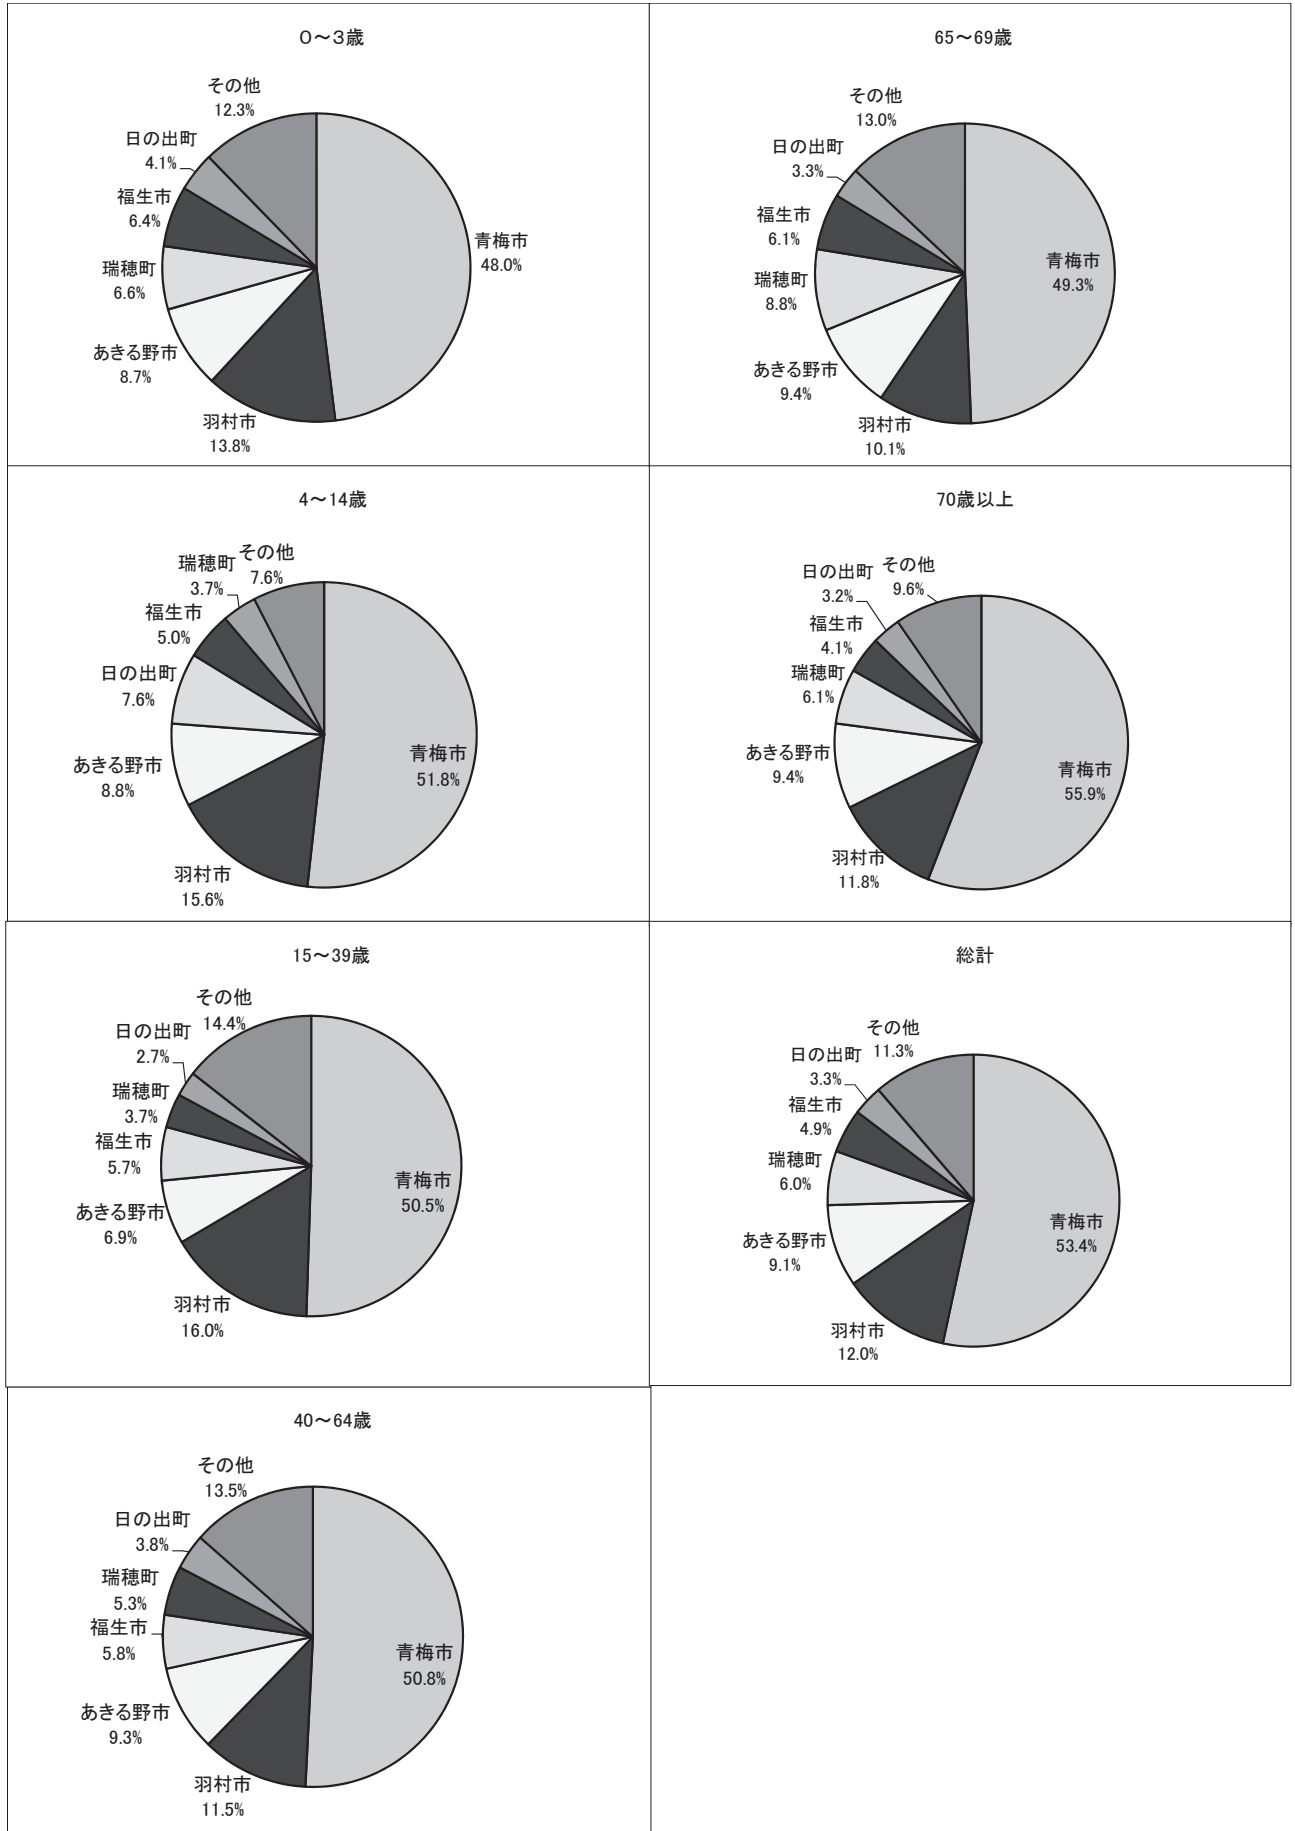 0～3歳
その他
12.3%
日の出町
4.1%
福生市
6.4%
瑞穂町
6.6%
あきる野市
8.7%
羽村市
13.8%
青梅市
48.0%
65～69歳
その他
13.0%
日の出町
3.3%
福生市
6.1%
瑞穂町
8.8%
あきる野市
9.4%
羽村市
10.1%
青梅市
49.3%
4～14歳
その他
7.6%
瑞穂町
3.7%
福生市
5.0%
日の出町
7.6%
あきる野市
8.8%
羽村市
15.6%
青梅市
51.8%
70歳以上
その他
9.6%
日の出町
3.2%
福生市
4.1%
瑞穂町
6.1%
あきる野市
9.4%
羽村市
11.8%
青梅市
55.9%
15～39歳
その他
14.4%
日の出町
2.7%
瑞穂町
3.7%
福生市
5.7%
あきる野市
6.9%
羽村市
16.0%
青梅市
50.5%
総計
その他
11.3%
日の出町
3.3%
福生市
4.9%
瑞穂町
6.0%
あきる野市
9.1%
羽村市
12.0%
青梅市
53.4%
40～64歳
その他
13.5%
日の出町
3.8%
瑞穂町
5.3%
福生市
5.8%
あきる野市
9.3%
羽村市
11.5%
青梅市
50.8%